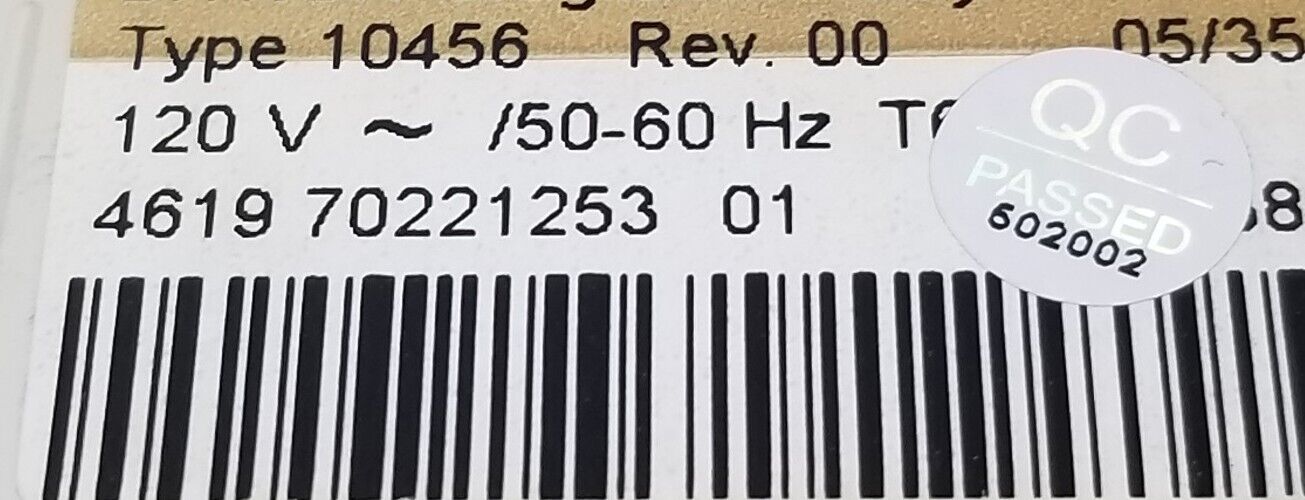 Type 10456 Rev. 00 05/35
120 V ~ /50-60 Hz
4619 70221253 01
QC
PASSED
602002